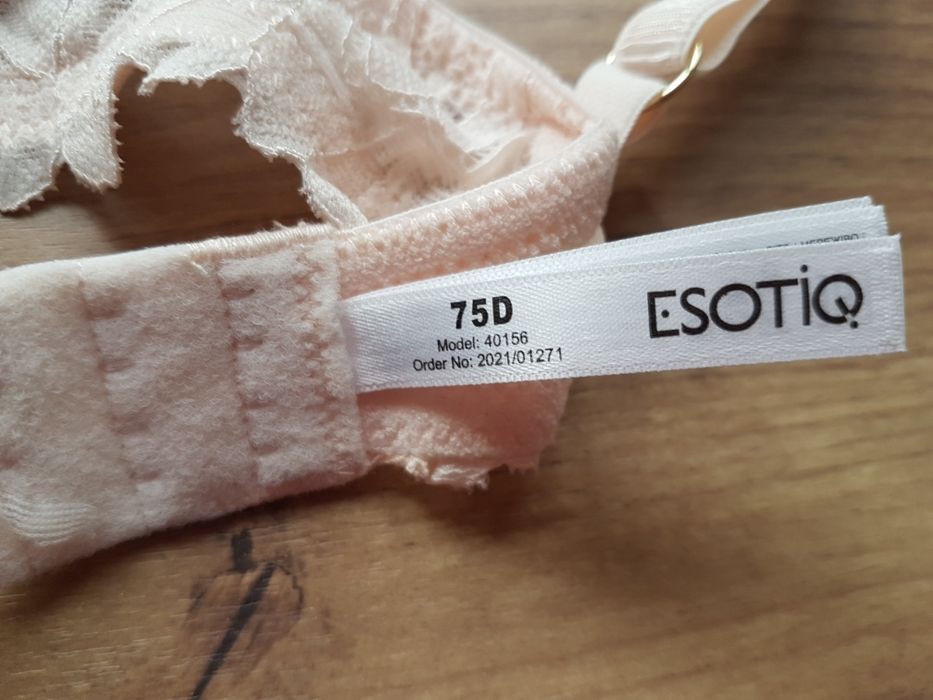 75D
Model: 40156
Order No: 2021/01271
ESOTiQ